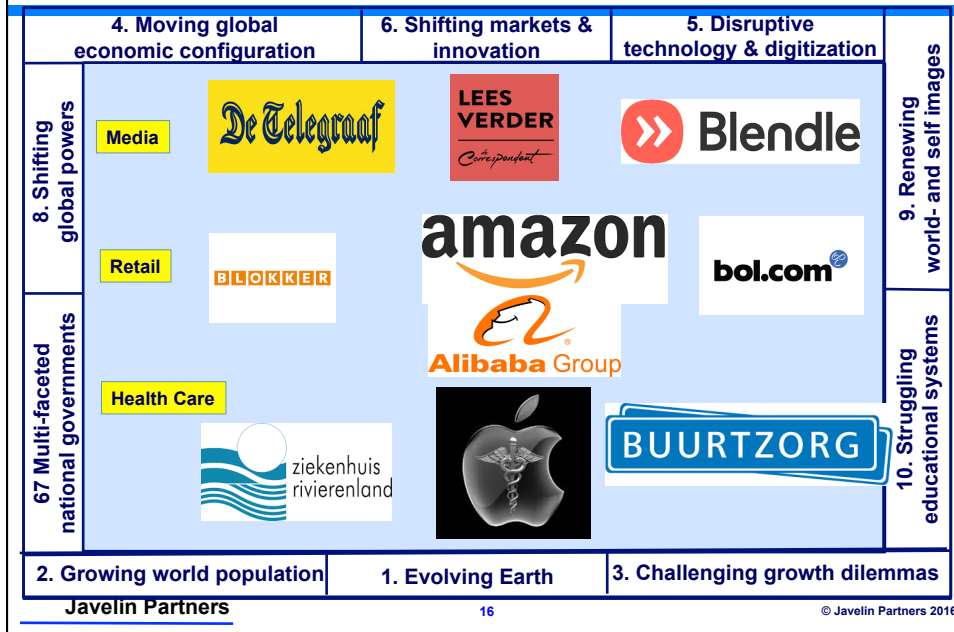 4. Moving global
economic configuration
6. Shifting markets &
innovation
5. Disruptive
technology & digitization
8. Shifting
global powers
67 Multi-faceted
national governments
9. Renewing
world- and self images
10. Struggling
educational systems
Media
De Telegraaf
LEES
VERDER
de
Correspondent
Blendle
Retail
BLOKKER
amazon
Alibaba Group
bol.com
Health Care
ziekenhuis
rivierenland
BUURTZORG
2. Growing world population
1. Evolving Earth
3. Challenging growth dilemmas
Javelin Partners
16
© Javelin Partners 2016